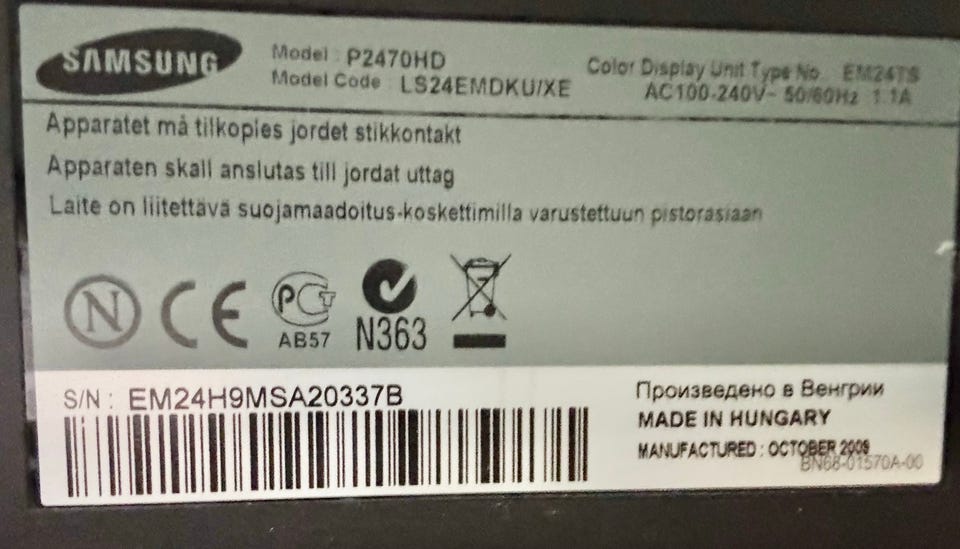 SAMSUNG
Model : P2470HD
Model Code : LS24EMDKU/XE
Color Display Unit Type No. EM24TS
AC100-240V~ 50/60Hz 1.1A
Apparatet må tilkopies jordet stikkontakt
Apparaten skall anslutas till jordat uttag
Laite on liitettävä suojamaadoitus-koskettimilla varustettuun pistorasiaan
N CE PCT
AB57 N363
S/N : EM24H9MSA20337B
Произведено в Венгрии
MADE IN HUNGARY
MANUFACTURED : OCTOBER
BN68-01570A-00